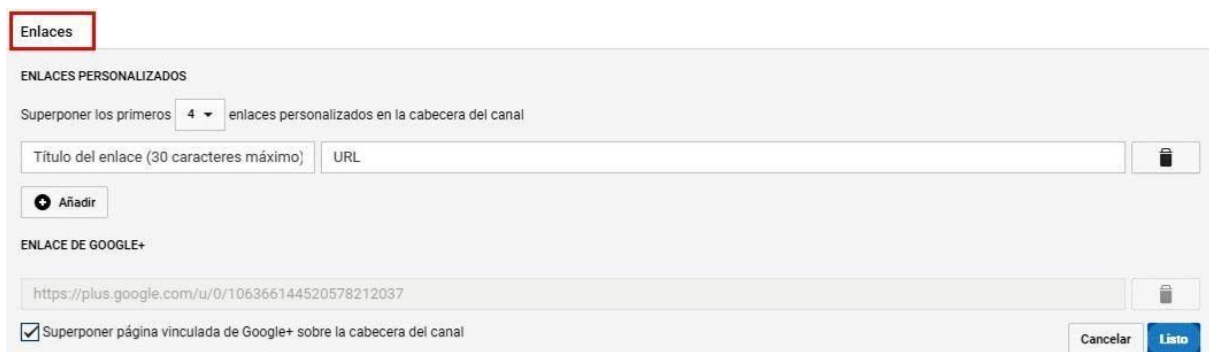 Enlaces
ENLACES PERSONALIZADOS
Superponer los primeros 4 enlaces personalizados en la cabecera del canal
Título del enlace (30 caracteres máximo) URL
Añadir
ENLACE DE GOOGLE+
https://plus.google.com/u/0/106366144520578212037
Superponer página vinculada de Google+ sobre la cabecera del canal
Cancelar Listo